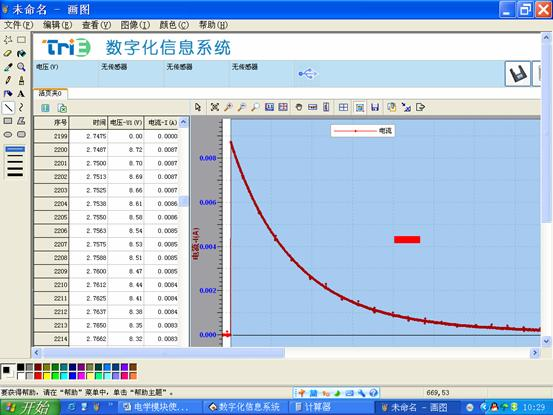 未命名 - 画图
文件(F) 编辑(E) 查看(V) 图像(I) 颜色(C) 帮助(H)
TriE 数字化信息系统
电压(V) 无传感器 无传感器 无传感器
活页夹0
序号 时间 电压-U1(V) 电流-I(A)
2199 2.7475 0.00 0.0000
2200 2.7487 8.72 0.0087
2201 2.7500 8.70 0.0087
2202 2.7513 8.69 0.0087
2203 2.7525 8.66 0.0087
2204 2.7538 8.61 0.0086
2205 2.7550 8.58 0.0086
2206 2.7563 8.54 0.0085
2207 2.7575 8.53 0.0085
2208 2.7588 8.51 0.0085
2209 2.7600 8.47 0.0085
2210 2.7612 8.44 0.0084
2211 2.7625 8.41 0.0084
2212 2.7637 8.38 0.0084
2213 2.7650 8.35 0.0083
2214 2.7662 8.32 0.0083
电流
0.008
0.006
0.004
0.002
0.000
电流-I(A)
要获得帮助，请在“帮助”菜单中，单击“帮助主题”。
669,53
开始 电学模块使... 数字化信息系统 计算器 未命名 - 画图 10:29